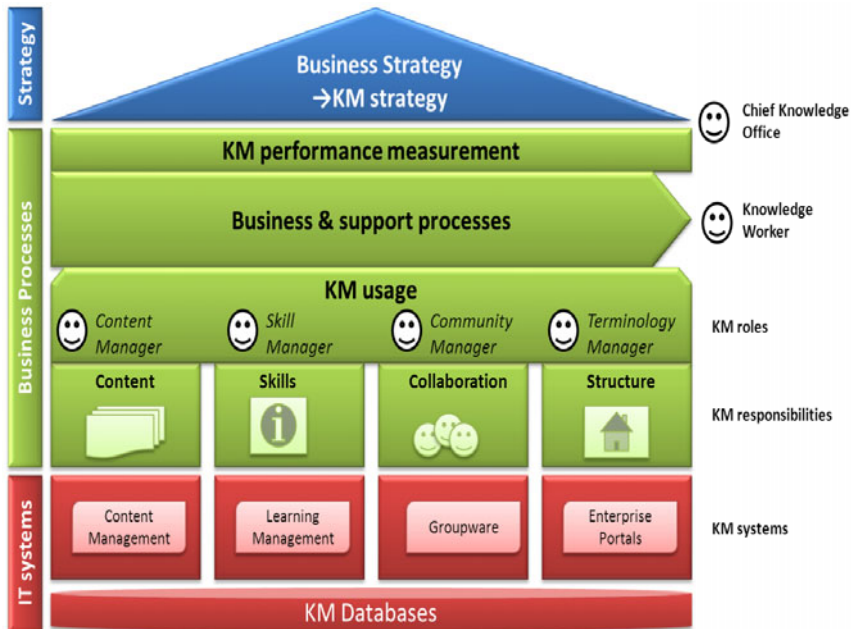 Strategy
Business Strategy
→KM strategy
Chief Knowledge
Office
Business Processes
KM performance measurement
Business & support processes
Knowledge
Worker
KM usage
Content
Manager
Skill
Manager
Community
Manager
Terminology
Manager
KM roles
Content
Skills
Collaboration
Structure
KM responsibilities
i
IT systems
Content
Management
Learning
Management
Groupware
Enterprise
Portals
KM systems
KM Databases